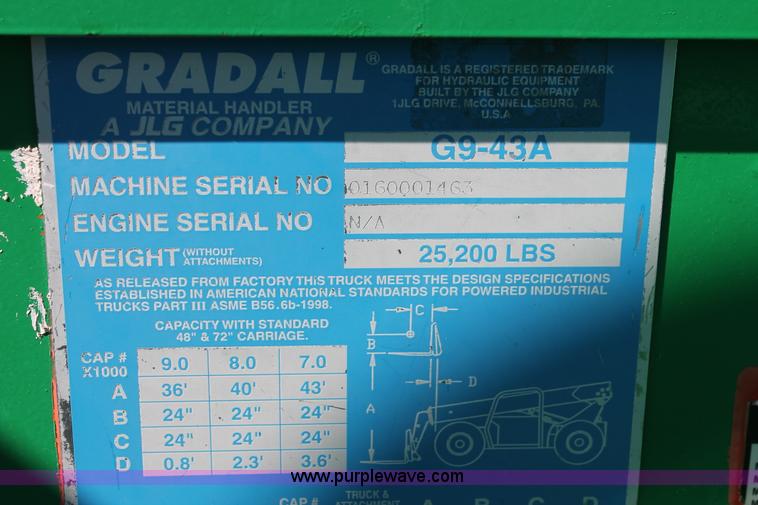 GRADALL®
MATERIAL HANDLER
A JLG COMPANY
GRADALL IS A REGISTERED TRADEMARK
FOR HYDRAULIC EQUIPMENT
BUILT BY THE JLG COMPANY
1JLG DRIVE, McCONNELLSBURG, PA.
U.S.A
MODEL G9-43A
MACHINE SERIAL NO 0160001463
ENGINE SERIAL NO N/A
WEIGHT (WITHOUT ATTACHMENTS) 25,200 LBS
AS RELEASED FROM FACTORY THIS TRUCK MEETS THE DESIGN SPECIFICATIONS
ESTABLISHED IN AMERICAN NATIONAL STANDARDS FOR POWERED INDUSTRIAL
TRUCKS PART III ASME B56.6b-1998.
CAPACITY WITH STANDARD
48" & 72" CARRIAGE.
CAP # X1000 9.0 8.0 7.0
A 36' 40' 43'
B 24" 24" 24"
C 24" 24" 24"
D 0.8' 2.3' 3.6'
C
B
D
A
www.purplewave.com
CAP # TRUCK & ATTACHMENT A B C D